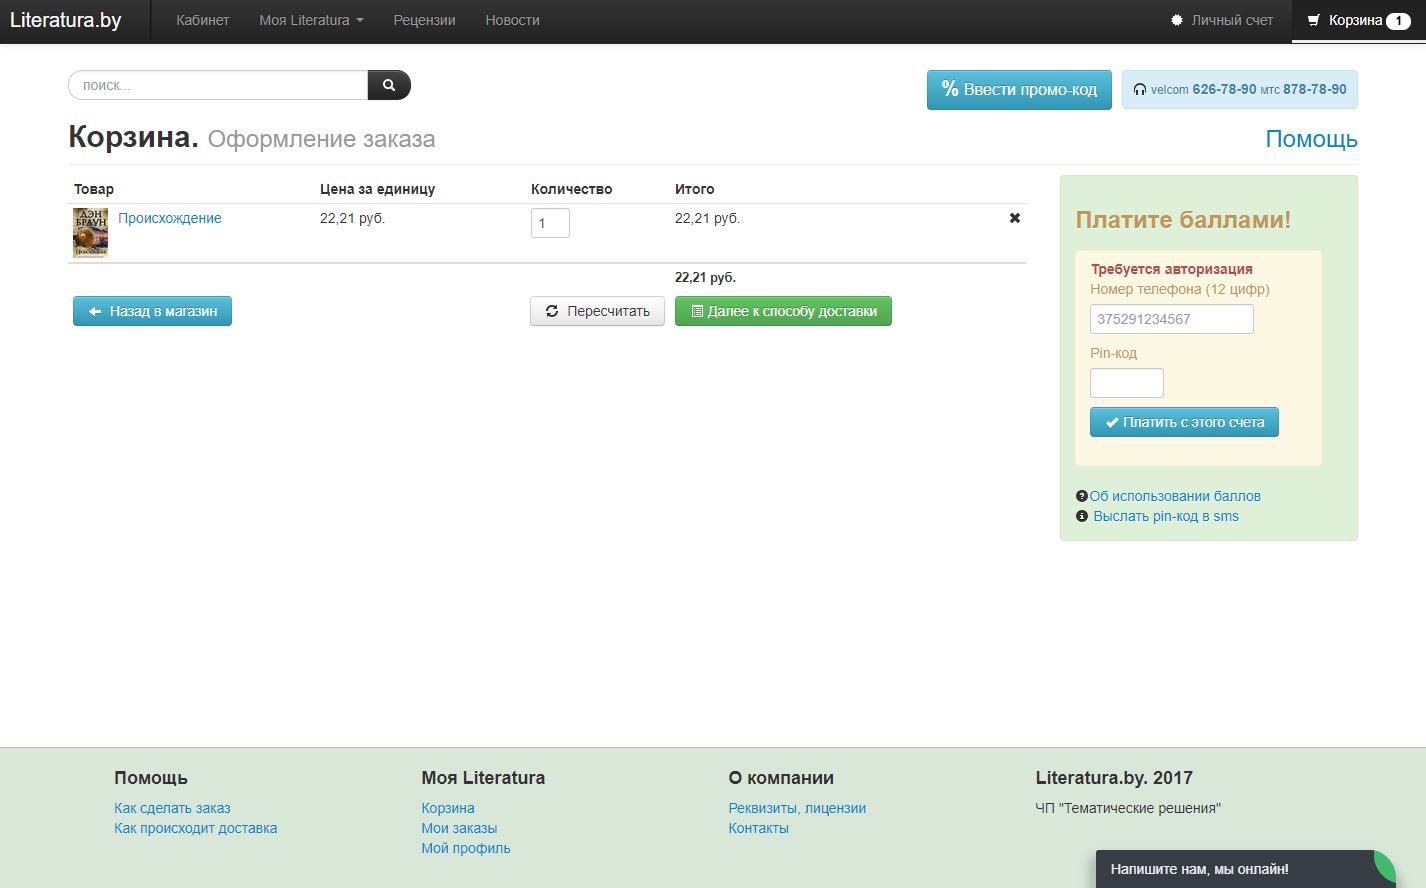 Literatura.by
Кабинет
Моя Literatura
Рецензии
Новости
Личный счет
Корзина 1
поиск...
% Ввести промо-код
velcom 626-78-90 мтс 878-78-90
Корзина. Оформление заказа
Помощь
Товар
Цена за единицу
Количество
Итого
ДЭН
БРАУН
Происхождение
22,21 руб.
1
22,21 руб.
22,21 руб.
Назад в магазин
Пересчитать
Далее к способу доставки
Платите баллами!
Требуется авторизация
Номер телефона (12 цифр)
375291234567
Pin-код
Платить с этого счета
Об использовании баллов
Выслать pin-код в sms
Помощь
Как сделать заказ
Как происходит доставка
Моя Literatura
Корзина
Мои заказы
Мой профиль
О компании
Реквизиты, лицензии
Контакты
Literatura.by. 2017
ЧП "Тематические решения"
Напишите нам, мы онлайн!